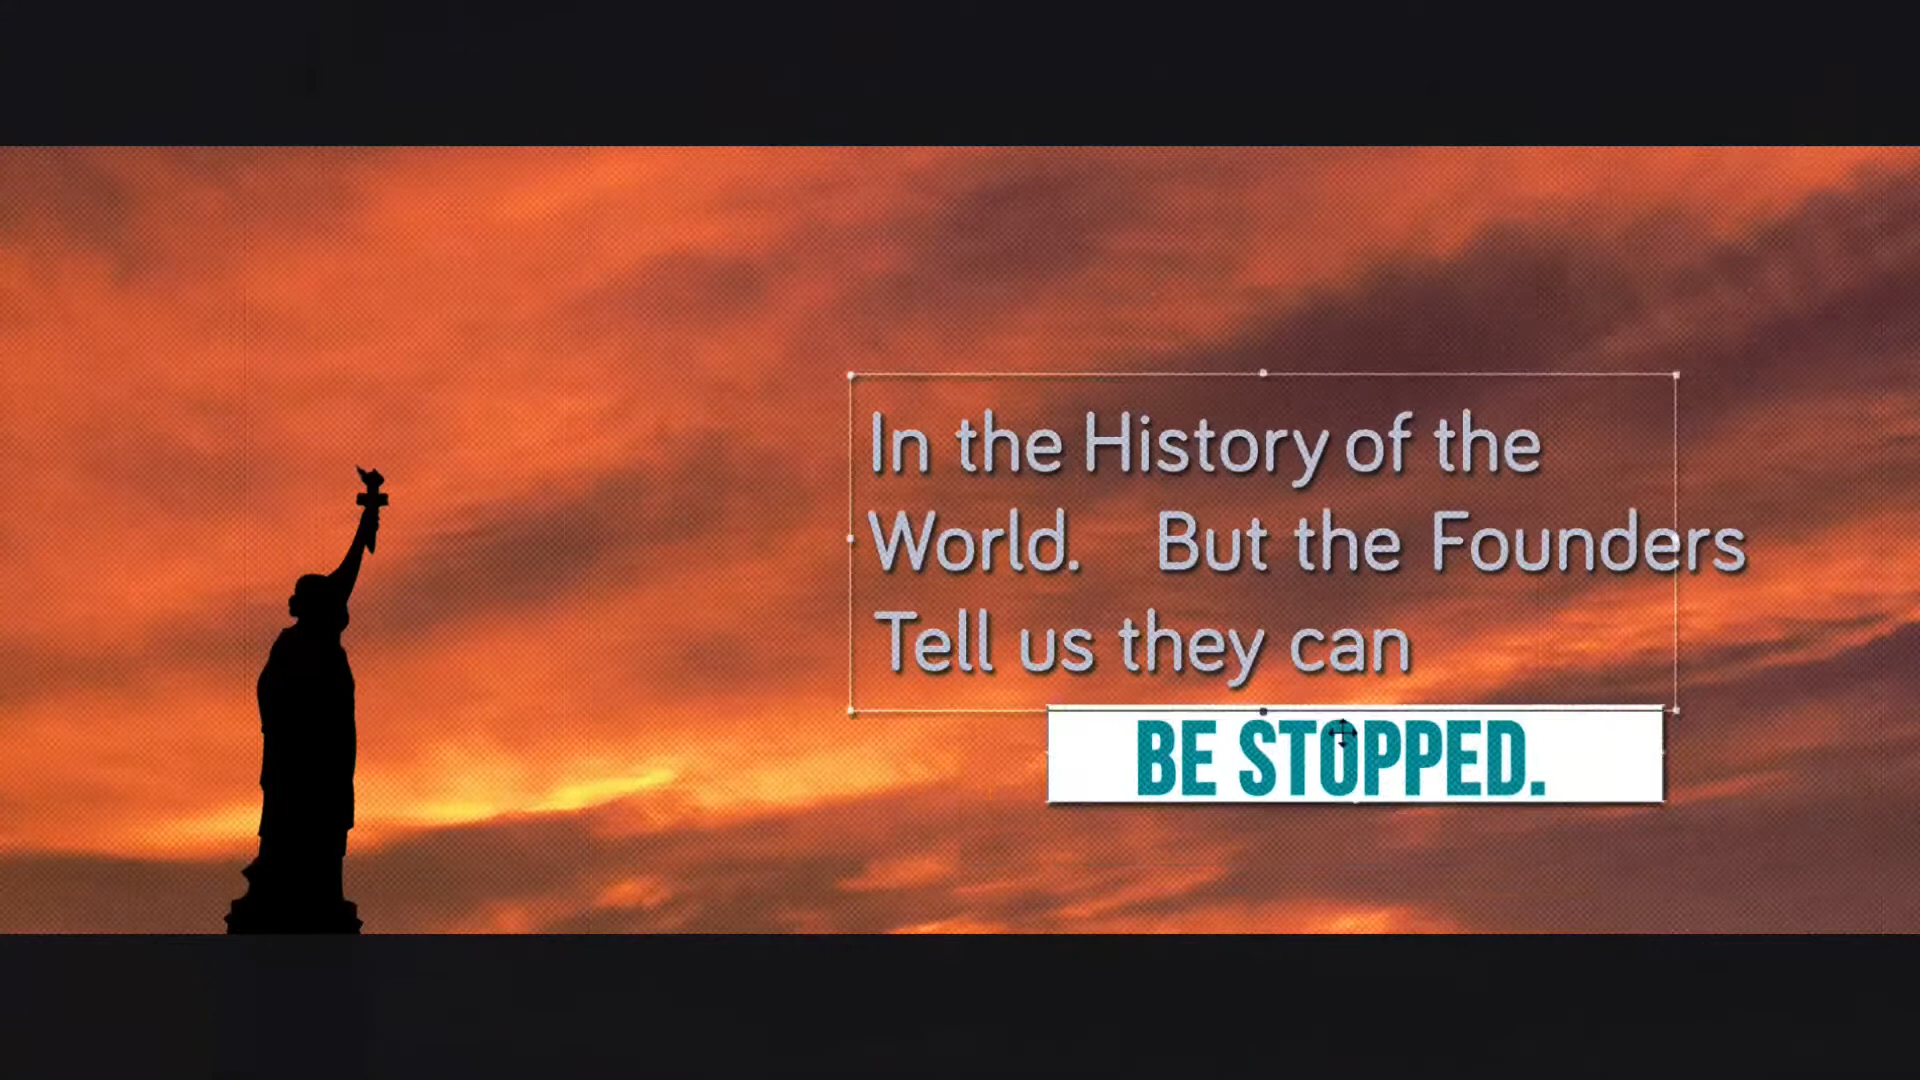 In the History of the
World. But the Founders
Tell us they can
BE STOPPED.